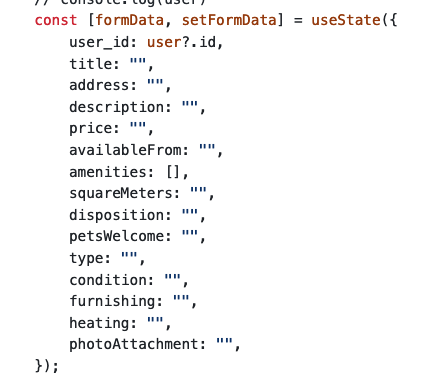 // console.log(user)
const [formData, setFormData] = useState({
user_id: user?.id,
title: "",
address: "",
description: "",
price: "",
availableFrom: "",
amenities: [],
squareMeters: "",
disposition: "",
petsWelcome: "",
type: "",
condition: "",
furnishing: "",
heating: "",
photoAttachment: "",
});